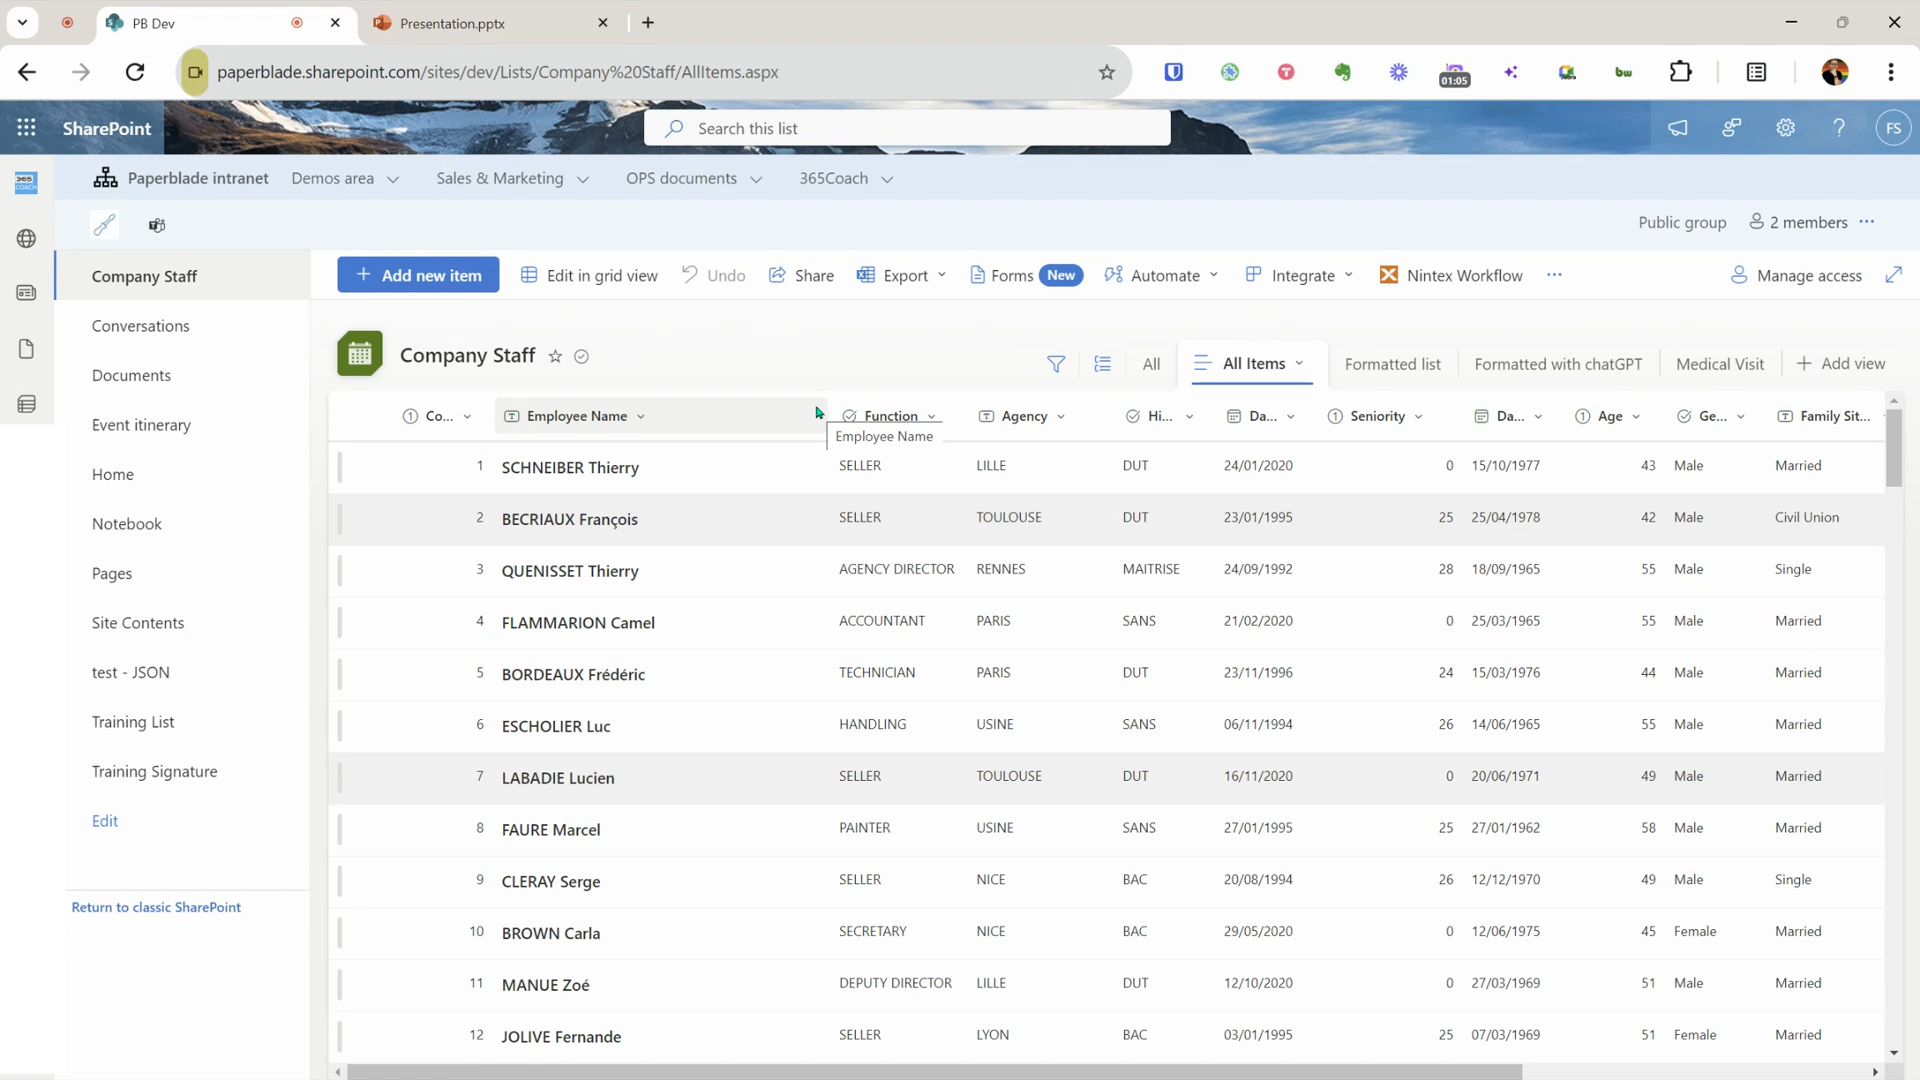 PB Dev
Presentation.pptx
paperblade.sharepoint.com/sites/dev/Lists/Company%20Staff/AllItems.aspx
01:05
bw
SharePoint
Search this list
FS
365
COACH
Paperblade intranet
Demos area
Sales & Marketing
OPS documents
365Coach
Public group
2 members
Company Staff
Conversations
Documents
Event itinerary
Home
Notebook
Pages
Site Contents
test - JSON
Training List
Training Signature
Edit
Return to classic SharePoint
Add new item
Edit in grid view
Undo
Share
Export
Forms New
Automate
Integrate
Nintex Workflow
Manage access
Company Staff
All
All Items
Formatted list
Formatted with chatGPT
Medical Visit
Add view
Co... Employee Name Function Agency Hi... Da... Seniority Da... Age Ge... Family Sit...
Employee Name
1 SCHNEIBER Thierry SELLER LILLE DUT 24/01/2020 0 15/10/1977 43 Male Married
2 BECRIAUX François SELLER TOULOUSE DUT 23/01/1995 25 25/04/1978 42 Male Civil Union
3 QUENISSET Thierry AGENCY DIRECTOR RENNES MAITRISE 24/09/1992 28 18/09/1965 55 Male Single
4 FLAMMARION Camel ACCOUNTANT PARIS SANS 21/02/2020 0 25/03/1965 55 Male Married
5 BORDEAUX Frédéric TECHNICIAN PARIS DUT 23/11/1996 24 15/03/1976 44 Male Married
6 ESCHOLIER Luc HANDLING USINE SANS 06/11/1994 26 14/06/1965 55 Male Married
7 LABADIE Lucien SELLER TOULOUSE DUT 16/11/2020 0 20/06/1971 49 Male Married
8 FAURE Marcel PAINTER USINE SANS 27/01/1995 25 27/01/1962 58 Male Married
9 CLERAY Serge SELLER NICE BAC 20/08/1994 26 12/12/1970 49 Male Single
10 BROWN Carla SECRETARY NICE BAC 29/05/2020 0 12/06/1975 45 Female Married
11 MANUE Zoé DEPUTY DIRECTOR LILLE DUT 12/10/2020 0 27/03/1969 51 Male Married
12 JOLIVE Fernande SELLER LYON BAC 03/01/1995 25 07/03/1969 51 Female Married